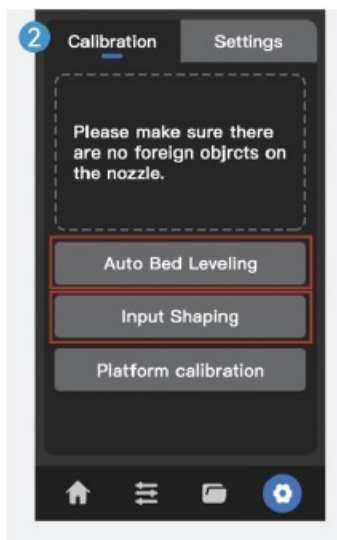 2
Calibration Settings
Please make sure there
are no foreign objrcts on
the nozzle.
Auto Bed Leveling
Input Shaping
Platform calibration